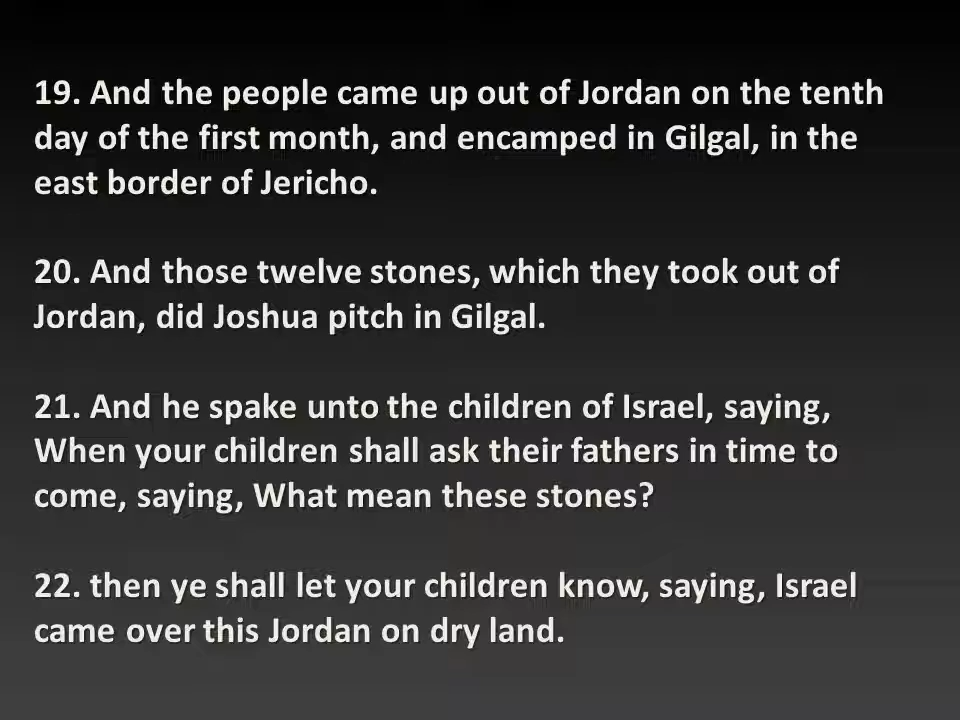 19. And the people came up out of Jordan on the tenth
day of the first month, and encamped in Gilgal, in the
east border of Jericho.
20. And those twelve stones, which they took out of
Jordan, did Joshua pitch in Gilgal.
21. And he spake unto the children of Israel, saying,
When your children shall ask their fathers in time to
come, saying, What mean these stones?
22. then ye shall let your children know, saying, Israel
came over this Jordan on dry land.